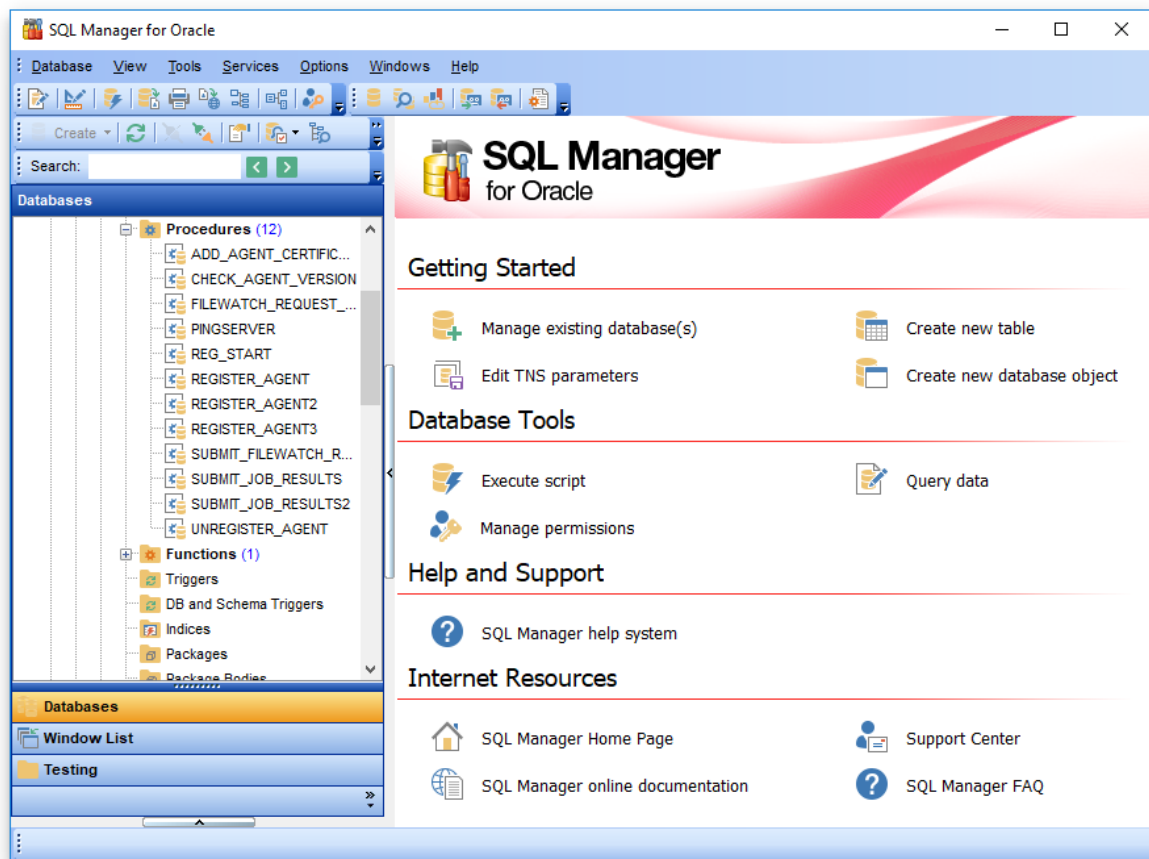 SQL Manager for Oracle
Database View Tools Services Options Windows Help
Create
Search:
Databases
Procedures (12)
ADD_AGENT_CERTIFIC...
CHECK_AGENT_VERSION
FILEWATCH_REQUEST_...
PINGSERVER
REG_START
REGISTER_AGENT
REGISTER_AGENT2
REGISTER_AGENT3
SUBMIT_FILEWATCH_R...
SUBMIT_JOB_RESULTS
SUBMIT_JOB_RESULTS2
UNREGISTER_AGENT
Functions (1)
Triggers
DB and Schema Triggers
Indices
Packages
Package Bodies
Databases
Window List
Testing
SQL Manager
for Oracle
Getting Started
Manage existing database(s)
Create new table
Edit TNS parameters
Create new database object
Database Tools
Execute script
Query data
Manage permissions
Help and Support
SQL Manager help system
Internet Resources
SQL Manager Home Page
Support Center
SQL Manager online documentation
SQL Manager FAQ